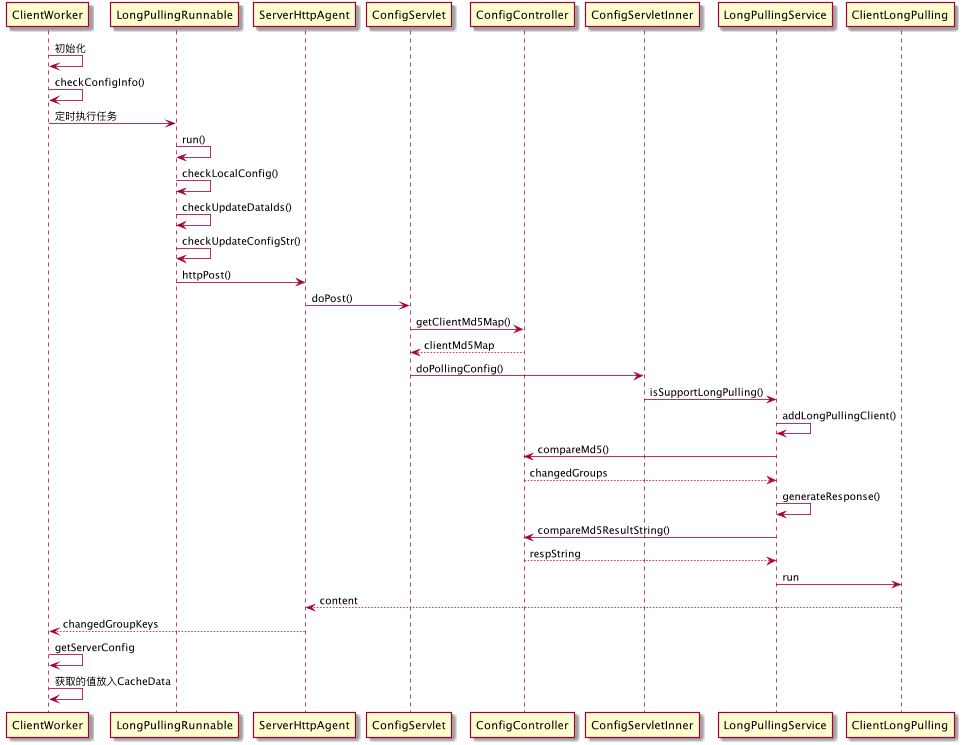 ClientWorker LongPullingRunnable ServerHttpAgent ConfigServlet ConfigController ConfigServletInner LongPullingService ClientLongPulling
初始化
checkConfigInfo()
定时执行任务
run()
checkLocalConfig()
checkUpdateDataIds()
checkUpdateConfigStr()
httpPost()
doPost()
getClientMd5Map()
clientMd5Map
doPollingConfig()
isSupportLongPulling()
addLongPullingClient()
compareMd5()
changedGroups
generateResponse()
compareMd5ResultString()
respString
run
content
changedGroupKeys
getServerConfig
获取的值放入CacheData
ClientWorker LongPullingRunnable ServerHttpAgent ConfigServlet ConfigController ConfigServletInner LongPullingService ClientLongPulling